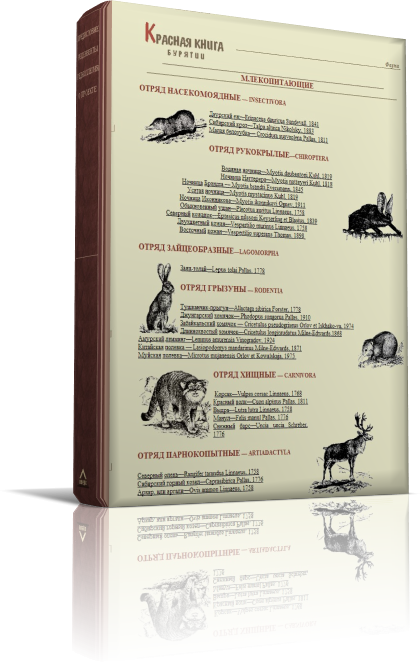 КРАСНАЯ КНИГА
БУРЯТИИ
Фауна
МЛЕКОПИТАЮЩИЕ
ОТРЯД НАСЕКОМОЯДНЫЕ — INSECTIVORA
Даурский еж—Erinaceus dauricus Sundevall, 1841
Сибирский крот—Talpa altaica Nikolsky, 1883
Малая белозубка— Crocidura suaveolens Pallas, 1811
ОТРЯД РУКОКРЫЛЫЕ—CHIROPTERA
Водяная ночница—Myotis daubentoni Kuhl, 1819
Ночница Наттерера—Myotis nattereri Kuhl, 1818
Ночница Брандта — Myotis brandti Eversmann, 1845
Усатая ночница—Myotis mystacinus Kuhl, 1819
Ночница Иконникова—Myotis ikonnikovi Ognev, 1911
Обыкновенный ушан—Plecotus auritus Linnaeus, 1758
Северный кожанок—Eptesicus nilssoni Keyserling et Blasius, 1839
Двухцветный кожан—Vespertilio murinus Linnaeus, 1758
Восточный кожан—Vespertilio superans Thomas, 1898
ОТРЯД ЗАЙЦЕОБРАЗНЫЕ—LAGOMORPHA
Заяц-толай—Lepus tolai Pallas, 1778
ОТРЯД ГРЫЗУНЫ — RODENTIA
Тушканчик-прыгун—Allactaga sibirica Forster, 1778
Джунгарский хомячок— Phodopus sungorus Pallas, 1910
Забайкальский хомячок — Cricetulus pseudogriseus Orlov et Iskhakova, 1974
Длиннохвостый хомячок—Cricetulus longicaudatus Milne-Edwards, 1868
Амурский лемминг—Lemmus amurensis Vinogradov, 1924
Китайская полевка — Lasiopodomys mandarinus Milne-Edwards, 1871
Муйская полевка—Microtus mujanensis Orlov et Kovalskaja, 1975
ОТРЯД ХИЩНЫЕ — CARNIVORA
Корсак—Vulpes corsac Linnaeus, 1768
Красный волк—Cuon alpinus Pallas, 1811
Выдра—Lutra lutra Linnaeus, 1758
Манул—Felis manul Pallas, 1776
Снежный барс—Uncia uncia Schreber,
1776
ОТРЯД ПАРНОКОПЫТНЫЕ — ARTIADACTYLA
Северный олень—Rangifer tarandus Linnaeus, 1758
Сибирский горный козел—Capra sibirica Pallas, 1776
Архар, или аргали—Ovis ammon Linnaeus, 1758